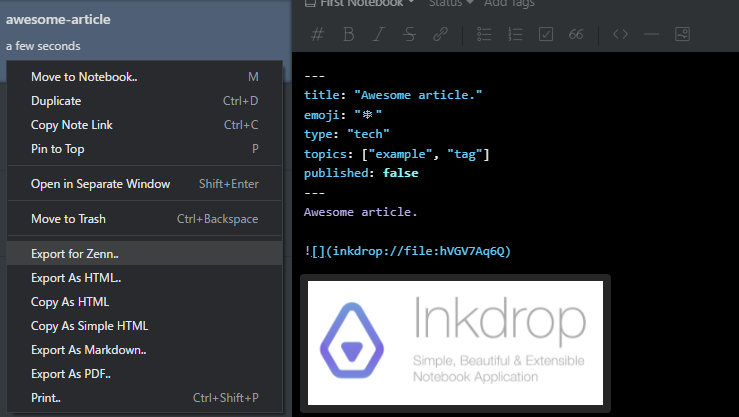 awesome-article
a few seconds
Move to Notebook.. M
Duplicate Ctrl+D
Copy Note Link Ctrl+C
Pin to Top P
Open in Separate Window Shift+Enter
Move to Trash Ctrl+Backspace
Export for Zenn..
Export As HTML..
Copy As HTML
Copy As Simple HTML
Export As Markdown..
Export As PDF..
Print.. Ctrl+Shift+P
First Notebook Status Add Tags
# B I S
---
title: "Awesome article."
emoji: "⚛"
type: "tech"
topics: ["example", "tag"]
published: false
---
Awesome article.
![](inkdrop://file:hVGV7Aq6Q)
Inkdrop
Simple, Beautiful & Extensible
Notebook Application